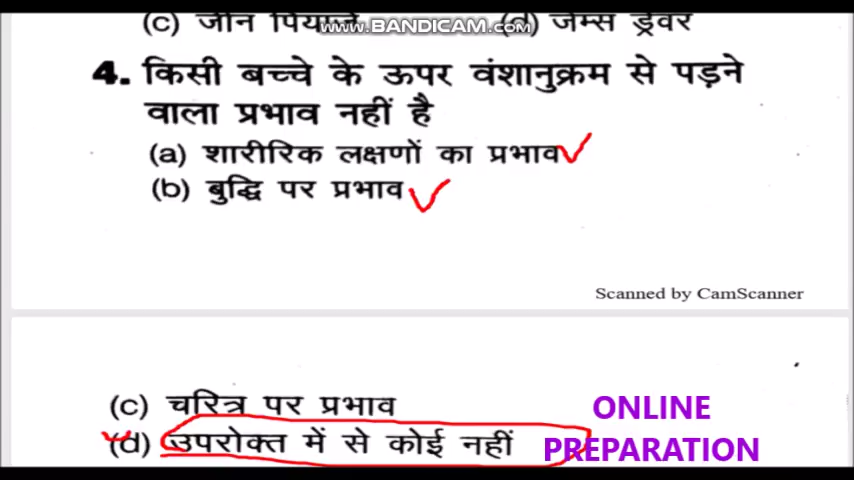 (c) जीन पियाजे (d) जेम्स ड्रेवर
WWW.BANDICAM.COM
4. किसी बच्चे के ऊपर वंशानुक्रम से पड़ने
वाला प्रभाव नहीं है
(a) शारीरिक लक्षणों का प्रभाव
(b) बुद्धि पर प्रभाव
Scanned by CamScanner
(c) चरित्र पर प्रभाव
(d) उपरोक्त में से कोई नहीं
ONLINE
PREPARATION